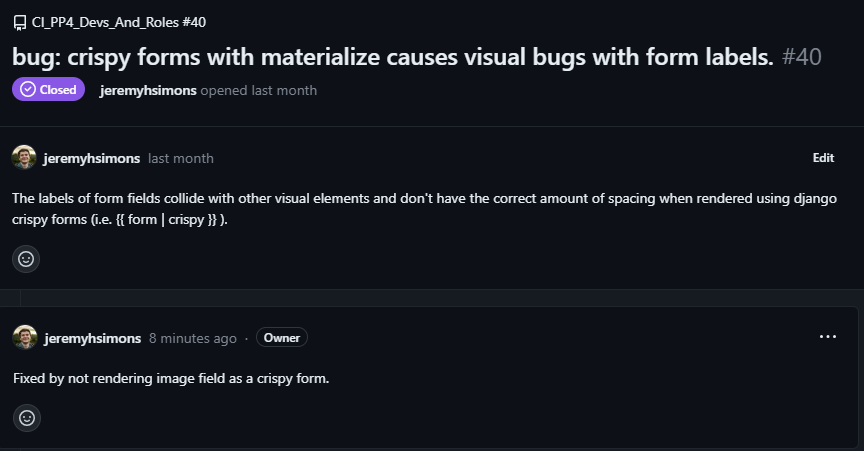 CI_PP4_Devs_And_Roles #40
bug: crispy forms with materialize causes visual bugs with form labels. #40
Closed jeremyhsimons opened last month
jeremyhsimons last month Edit
The labels of form fields collide with other visual elements and don't have the correct amount of spacing when rendered using django
crispy forms (i.e. {{ form | crispy }} ).
jeremyhsimons 8 minutes ago · Owner ...
Fixed by not rendering image field as a crispy form.